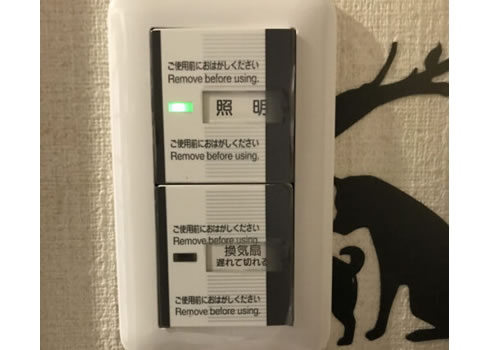 ご使用前におはがしください
Remove before using.
照 明
ご使用前におはがしください
Remove before using.
ご使用前におはがしください
Remove before using.
換気扇
遅れて切れる
ご使用前におはがしください
Remove before using.